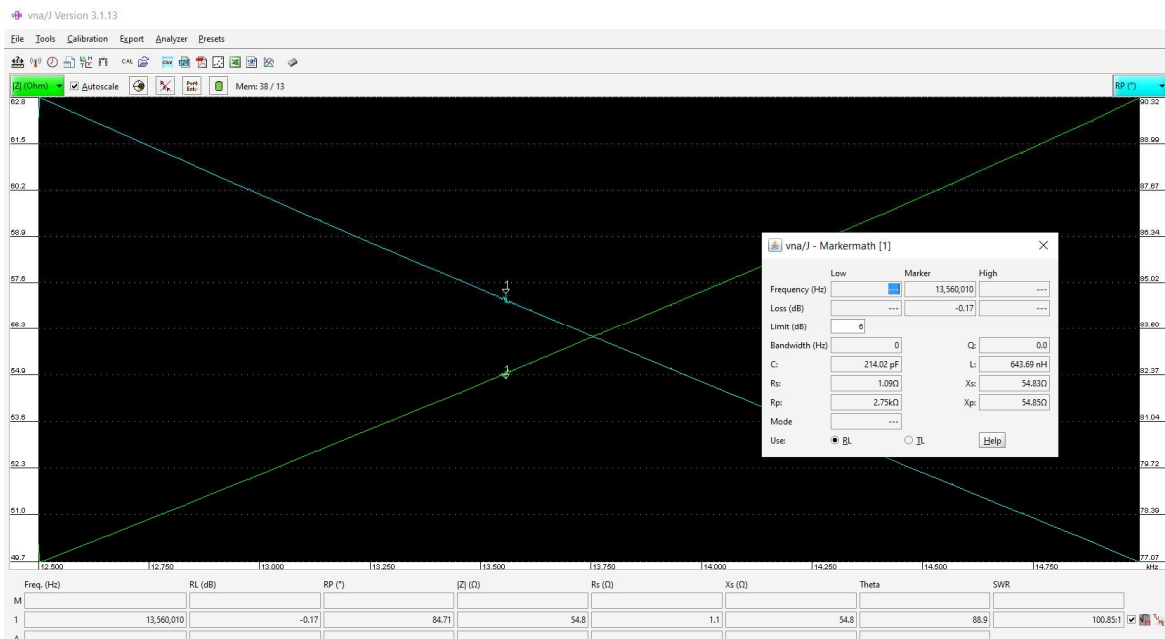 vna/J Version 3.1.13
File Tools Calibration Export Analyzer Presets
CAL CSV
|Z| (Ohm) Autoscale Port Ext. Mem: 38 / 13 RP (°)
62.8 90.32
61.5 88.99
60.2 87.67
58.9 86.34
57.6 85.02
56.3 83.60
54.9 82.37
53.6 81.04
52.3 79.72
51.0 78.39
49.7 77.07
1
1
vna/J - Markermath [1]
Low Marker High
Frequency (Hz) --- 13,560,010 ---
Loss (dB) --- -0.17 ---
Limit (dB) 6
Bandwidth (Hz) 0 Q: 0.0
C: 214.02 pF L: 643.69 nH
Rs: 1.09Ω Xs: 54.83Ω
Rp: 2.75kΩ Xp: 54.85Ω
Mode ---
Use: RL TL Help
12.500 12.750 13.000 13.250 13.500 13.750 14.000 14.250 14.500 14.750 kHz
Freq. (Hz) RL (dB) RP (°) |Z| (Ω) Rs (Ω) Xs (Ω) Theta SWR
M
1 13,560,010 -0.17 84.71 54.8 1.1 54.8 88.9 100.85:1